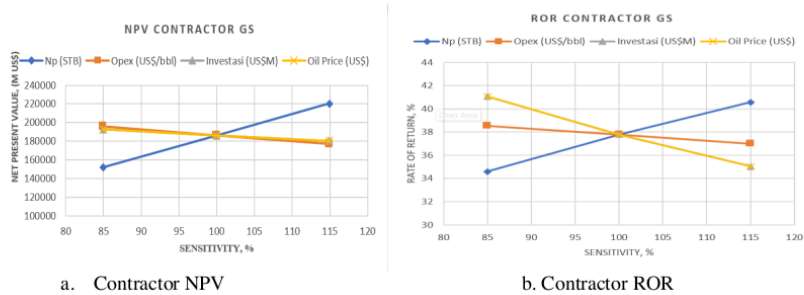 NPV CONTRACTOR GS
Np (STB) Opex (US$/bbl) Investasi (US$M) Oil Price (US$)
NET PRESENT VALUE, (M US$)
240000
220000
200000
180000
160000
140000
120000
100000
80 85 90 95 100 105 110 115 120
SENSITIVITY, %
a. Contractor NPV
ROR CONTRACTOR GS
Np (STB) Opex (US$/bbl) Investasi (US$M) Oil Price (US$)
RATE OF RETURN, %
44
42
40
38
36
34
32
30
Chart Area
80 85 90 95 100 105 110 115 120
SENSITIVITY, %
b. Contractor ROR